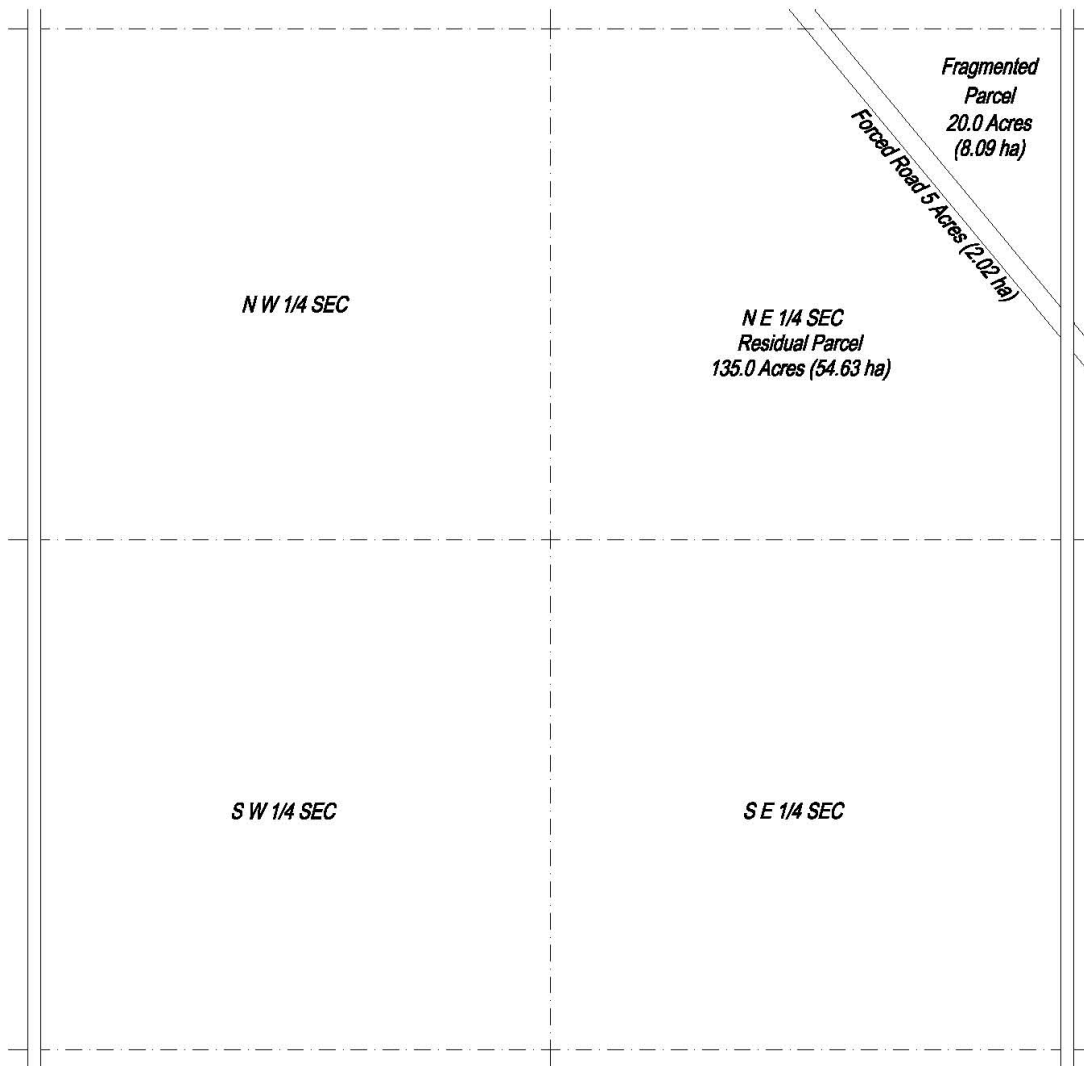 Fragmented
Parcel
20.0 Acres
(8.09 ha)
Forced Road 5 Acres (2.02 ha)
N W 1/4 SEC
N E 1/4 SEC
Residual Parcel
135.0 Acres (54.63 ha)
S W 1/4 SEC
S E 1/4 SEC